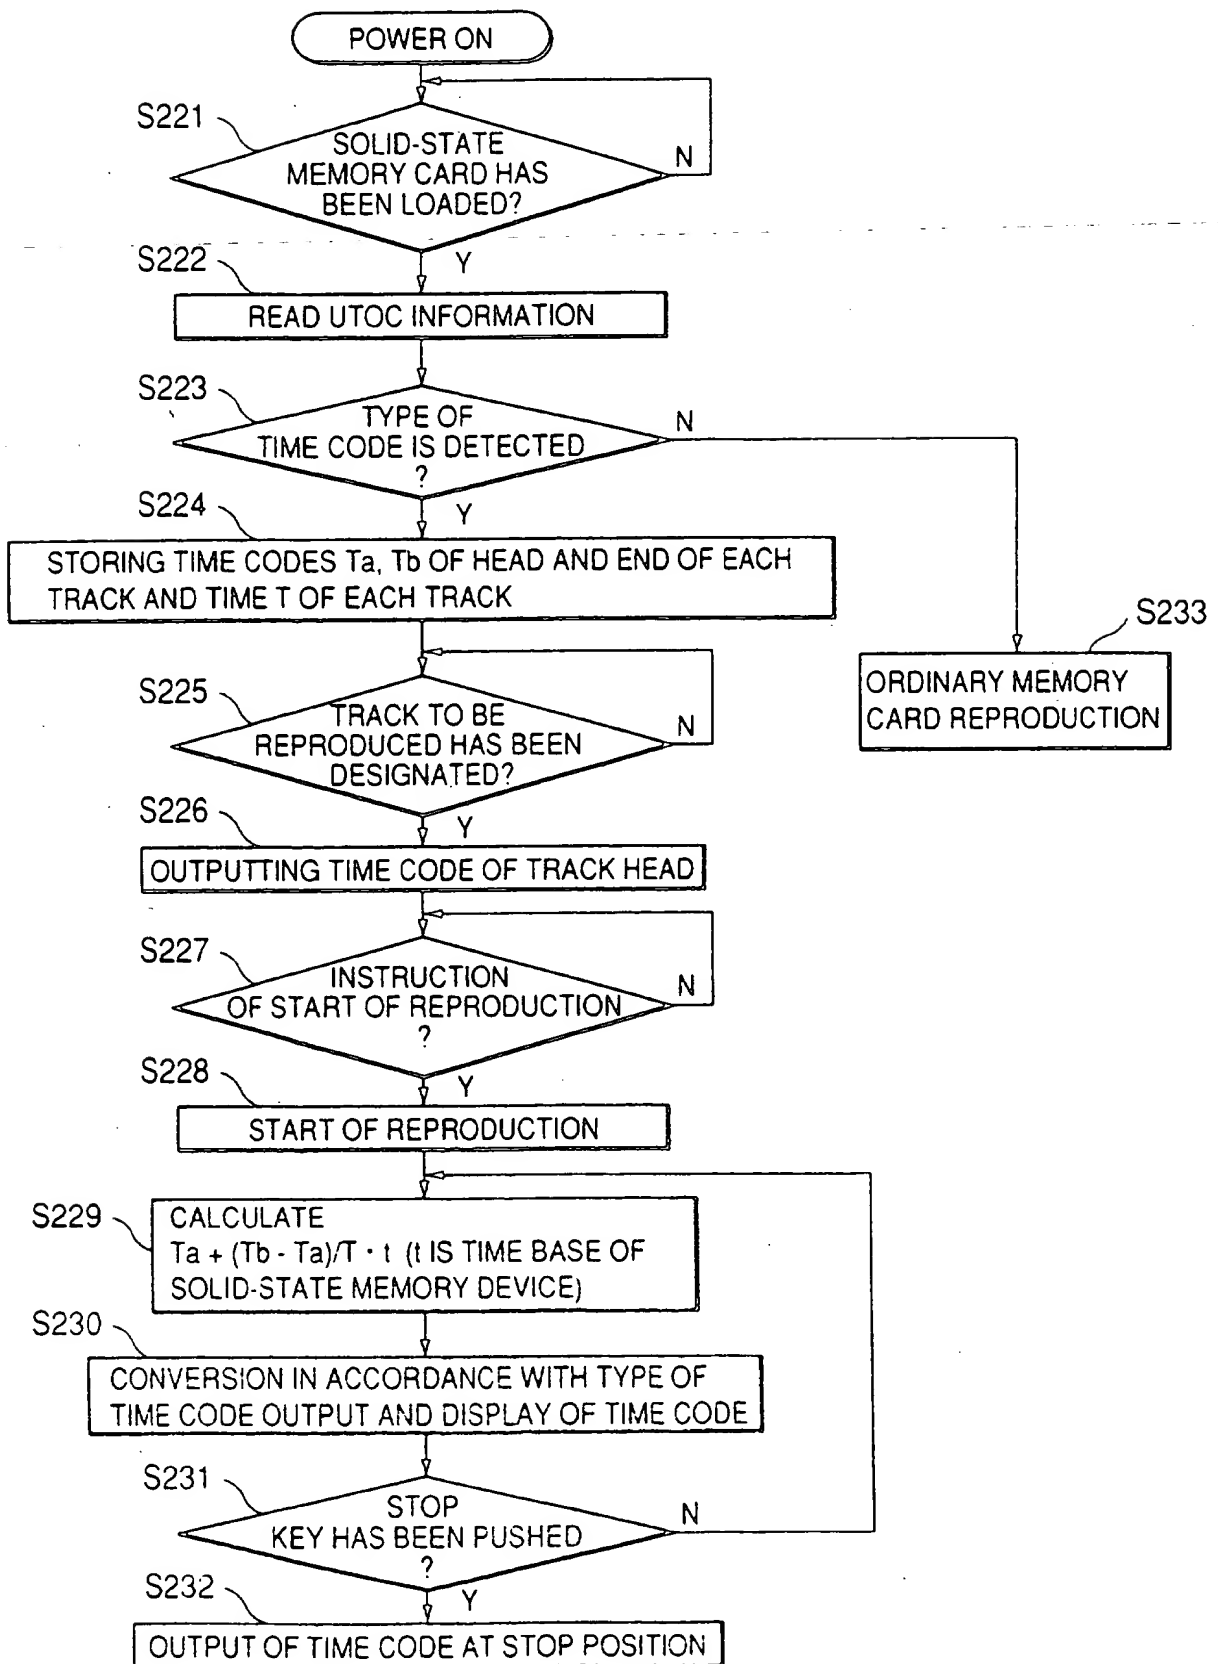 POWER ON
S221
SOLID-STATE
MEMORY CARD HAS
BEEN LOADED?
N
Y
S222
READ UTOC INFORMATION
S223
TYPE OF
TIME CODE IS DETECTED
?
N
Y
S224
STORING TIME CODES Ta, Tb OF HEAD AND END OF EACH
TRACK AND TIME T OF EACH TRACK
S233
ORDINARY MEMORY
CARD REPRODUCTION
S225
TRACK TO BE
REPRODUCED HAS BEEN
DESIGNATED?
N
Y
S226
OUTPUTTING TIME CODE OF TRACK HEAD
S227
INSTRUCTION
OF START OF REPRODUCTION
?
N
Y
S228
START OF REPRODUCTION
S229
CALCULATE
Ta + (Tb - Ta)/T · t (t IS TIME BASE OF
SOLID-STATE MEMORY DEVICE)
S230
CONVERSION IN ACCORDANCE WITH TYPE OF
TIME CODE OUTPUT AND DISPLAY OF TIME CODE
S231
STOP
KEY HAS BEEN PUSHED
?
N
Y
S232
OUTPUT OF TIME CODE AT STOP POSITION